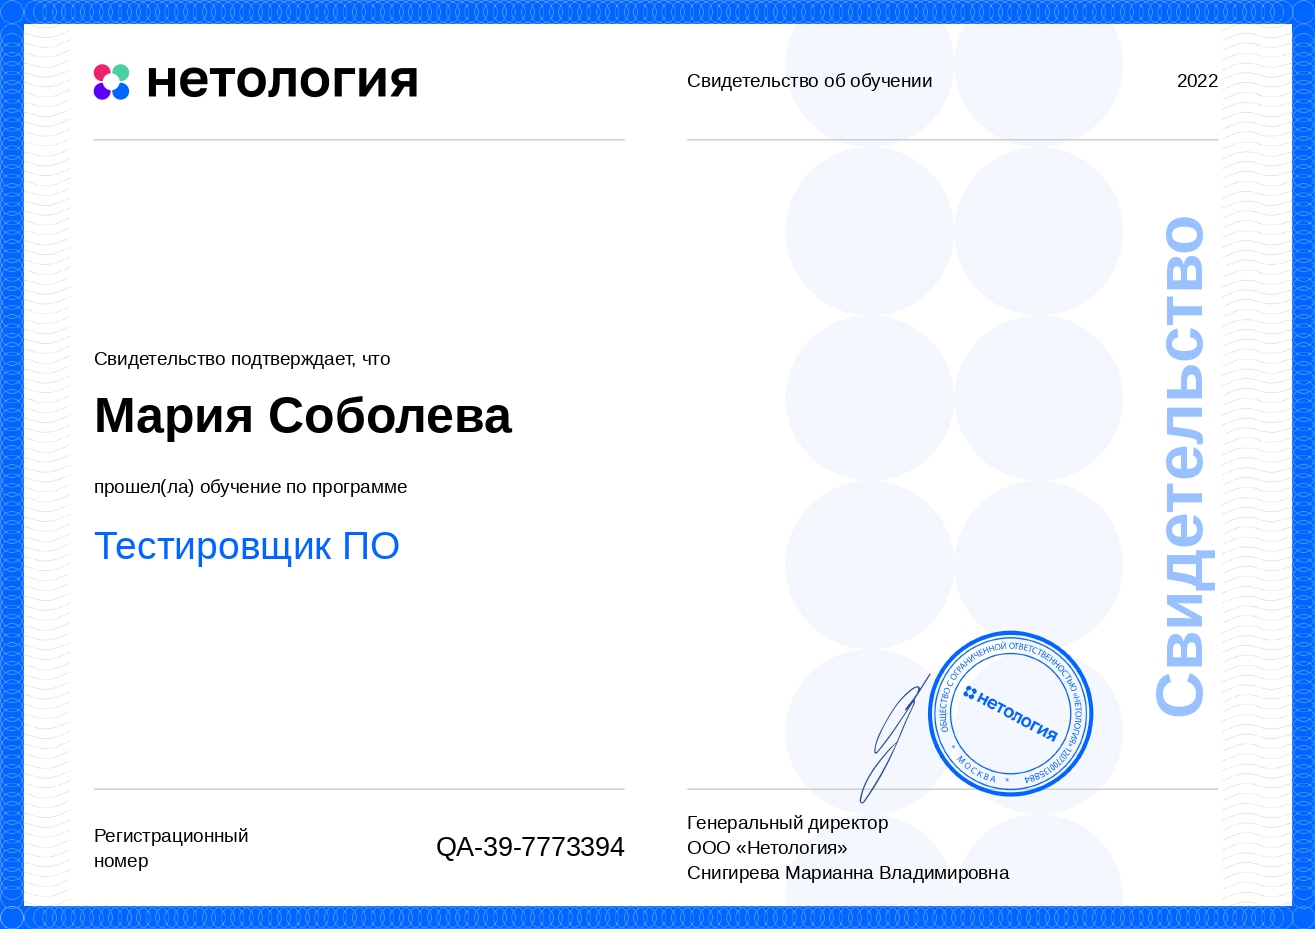 нетология
Свидетельство об обучении
2022
Свидетельство подтверждает, что
Мария Соболева
прошел(ла) обучение по программе
Тестировщик ПО
Свидетельство
ОБЩЕСТВО С ОГРАНИЧЕННОЙ ОТВЕТСТВЕННОСТЬЮ «НЕТОЛОГИЯ» 1207700135884
* МОСКВА *
нетология
Регистрационный
номер
QA-39-7773394
Генеральный директор
ООО «Нетология»
Снигирева Марианна Владимировна